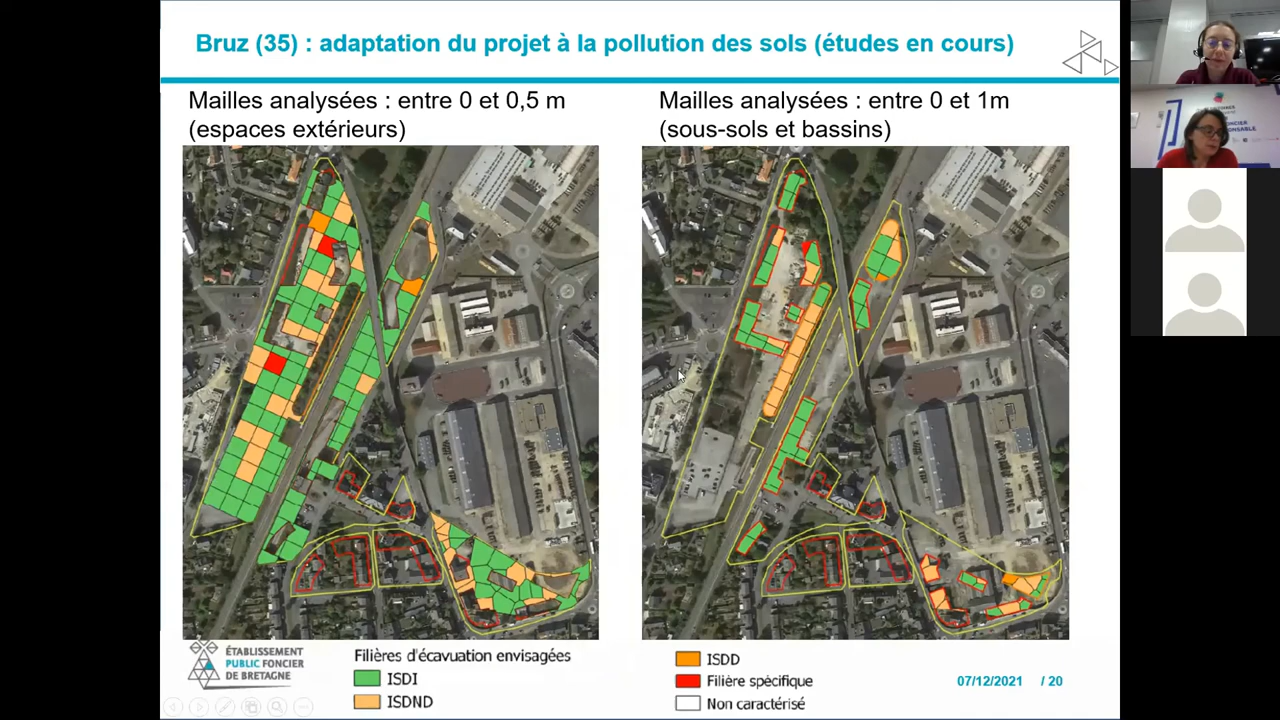 Bruz (35) : adaptation du projet à la pollution des sols (études en cours)
Mailles analysées : entre 0 et 0,5 m
(espaces extérieurs)
Mailles analysées : entre 0 et 1m
(sous-sols et bassins)
ÉTABLISSEMENT
PUBLIC FONCIER
DE BRETAGNE
Filières d'écavuation envisagées
ISDI
ISDND
ISDD
Filière spécifique
Non caractérisé
07/12/2021 / 20